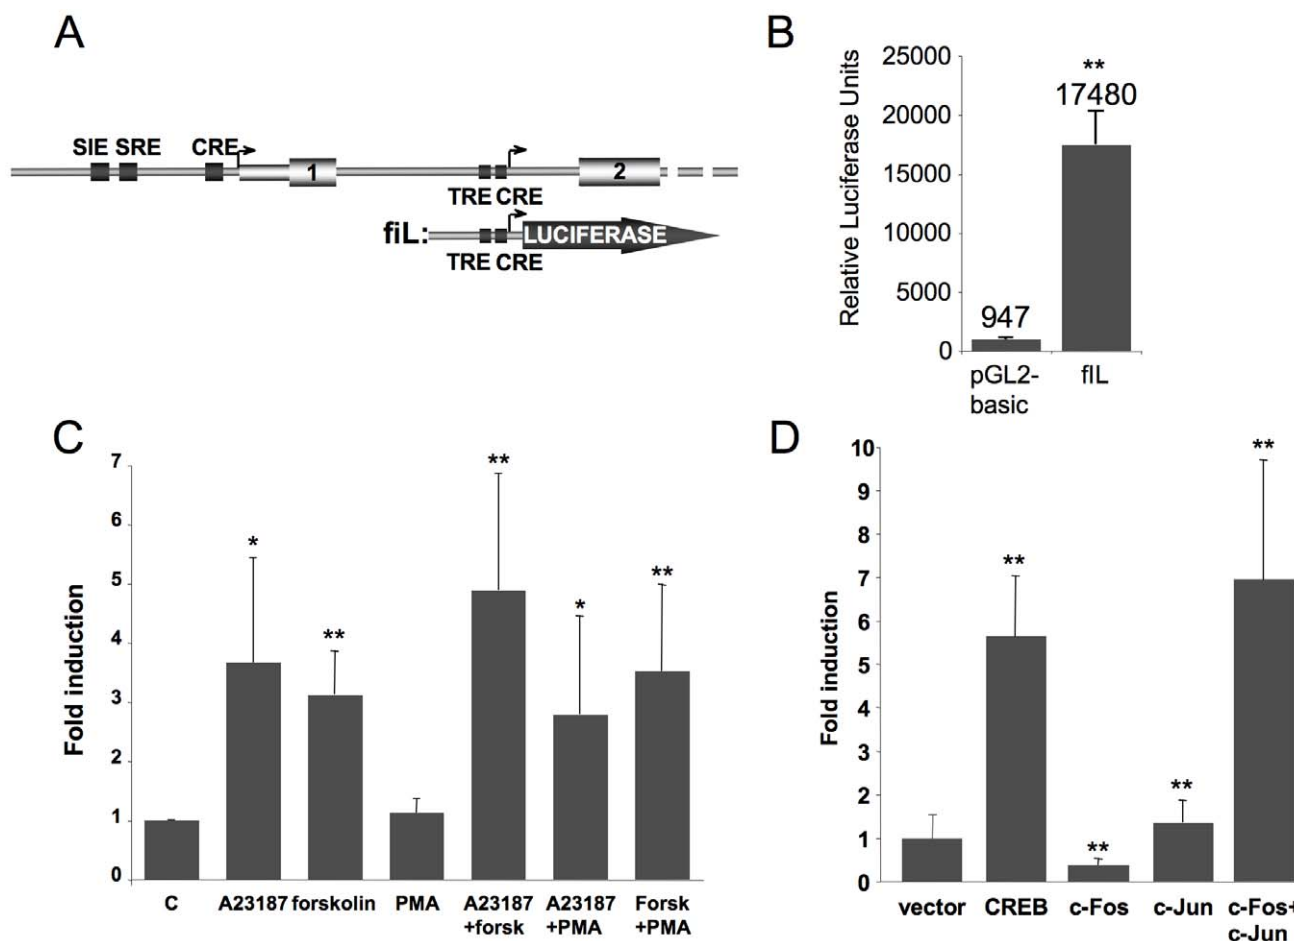 A
SIE SRE CRE
1
2
TRE CRE
fiL:
LUCIFERASE
TRE CRE
B
Relative Luciferase Units
25000
20000
15000
10000
5000
0
**
17480
947
pGL2-
basic
fIL
C
Fold induction
7
6
5
4
3
2
1
0
*
**
**
*
**
C
A23187
forskolin
PMA
A23187
+forsk
A23187
+PMA
Forsk
+PMA
D
Fold induction
10
9
8
7
6
5
4
3
2
1
0
**
**
**
**
vector
CREB
c-Fos
c-Jun
c-Fos+
c-Jun